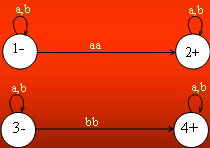 a,b a,b
1- aa 2+
a,b a,b
3- bb 4+